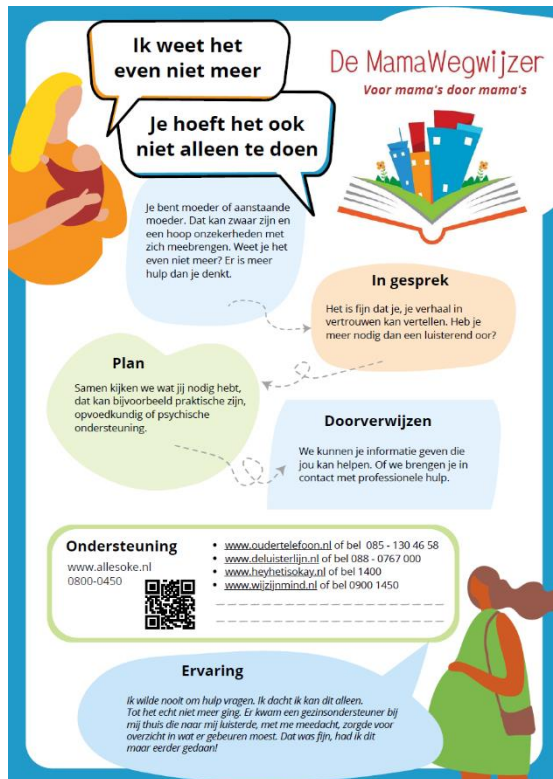 Ik weet het
even niet meer
Je hoeft het ook
niet alleen te doen
De MamaWegwijzer
Voor mama's door mama's
Je bent moeder of aanstaande
moeder. Dat kan zwaar zijn en
een hoop onzekerheden met
zich meebrengen. Weet je het
even niet meer? Er is meer
hulp dan je denkt.
In gesprek
Het is fijn dat je, je verhaal in
vertrouwen kan vertellen. Heb je
meer nodig dan een luisterend oor?
Plan
Samen kijken we wat jij nodig hebt,
dat kan bijvoorbeeld praktische zijn,
opvoedkundig of psychische
ondersteuning.
Doorverwijzen
We kunnen je informatie geven die
jou kan helpen. Of we brengen je in
contact met professionele hulp.
Ondersteuning
www.allesoke.nl
0800-0450
• www.oudertelefoon.nl of bel 085 - 130 46 58
• www.deluisterlijn.nl of bel 088 - 0767 000
• www.heyhetisokay.nl of bel 1400
• www.wijzijnmind.nl of bel 0900 1450
Ervaring
Ik wilde nooit om hulp vragen. Ik dacht ik kan dit alleen.
Tot het echt niet meer ging. Er kwam een gezinsondersteuner bij
mij thuis die naar mij luisterde, met me meedacht, zorgde voor
overzicht in wat er gebeuren moest. Dat was fijn, had ik dit
maar eerder gedaan!